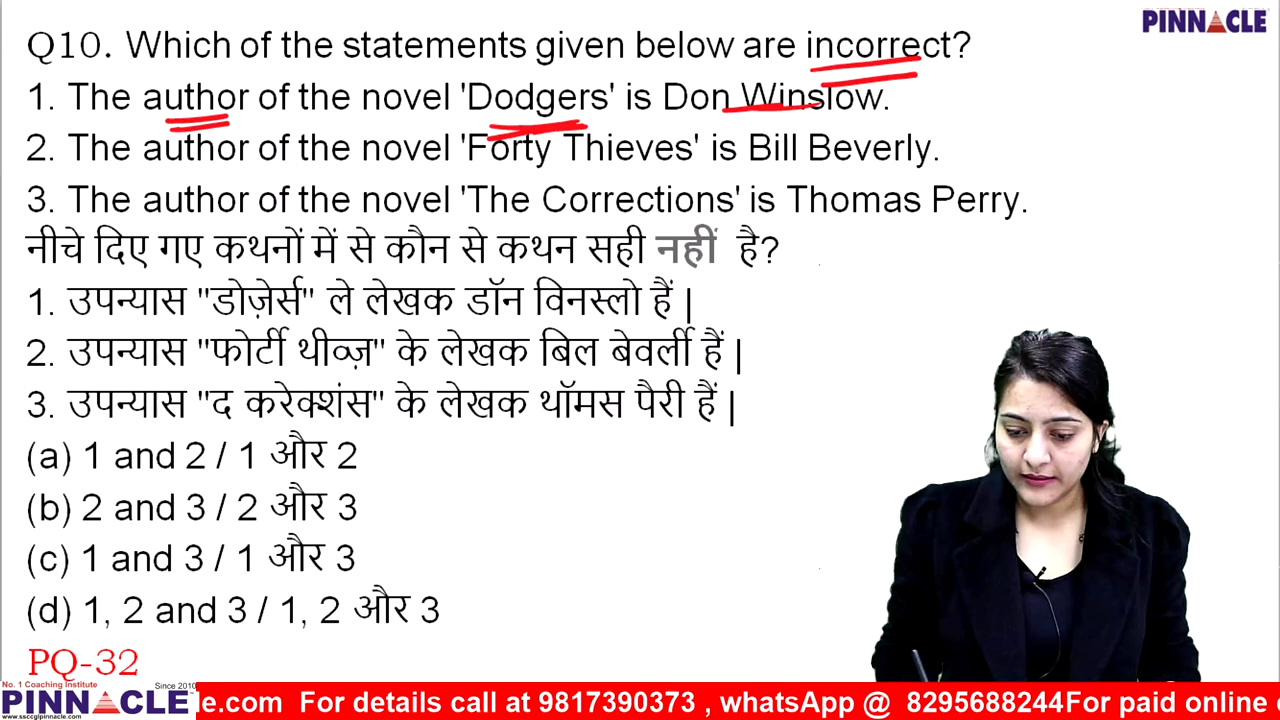 PINNACLE
Q10. Which of the statements given below are incorrect?
1. The author of the novel 'Dodgers' is Don Winslow.
2. The author of the novel 'Forty Thieves' is Bill Beverly.
3. The author of the novel 'The Corrections' is Thomas Perry.
नीचे दिए गए कथनों में से कौन से कथन सही नहीं है?
1. उपन्यास "डोज़ेर्स" ले लेखक डॉन विनस्लो हैं |
2. उपन्यास "फोर्टी थीव्ज़" के लेखक बिल बेवर्ली हैं |
3. उपन्यास "द करेक्शंस" के लेखक थॉमस पैरी हैं |
(a) 1 and 2 / 1 और 2
(b) 2 and 3 / 2 और 3
(c) 1 and 3 / 1 और 3
(d) 1, 2 and 3 / 1, 2 और 3
PQ-32
No. 1 Coaching Institute Since 2010
PINNACLE
www.ssccglpinnacle.com
le.com For details call at 9817390373 , whatsApp @ 8295688244For paid online